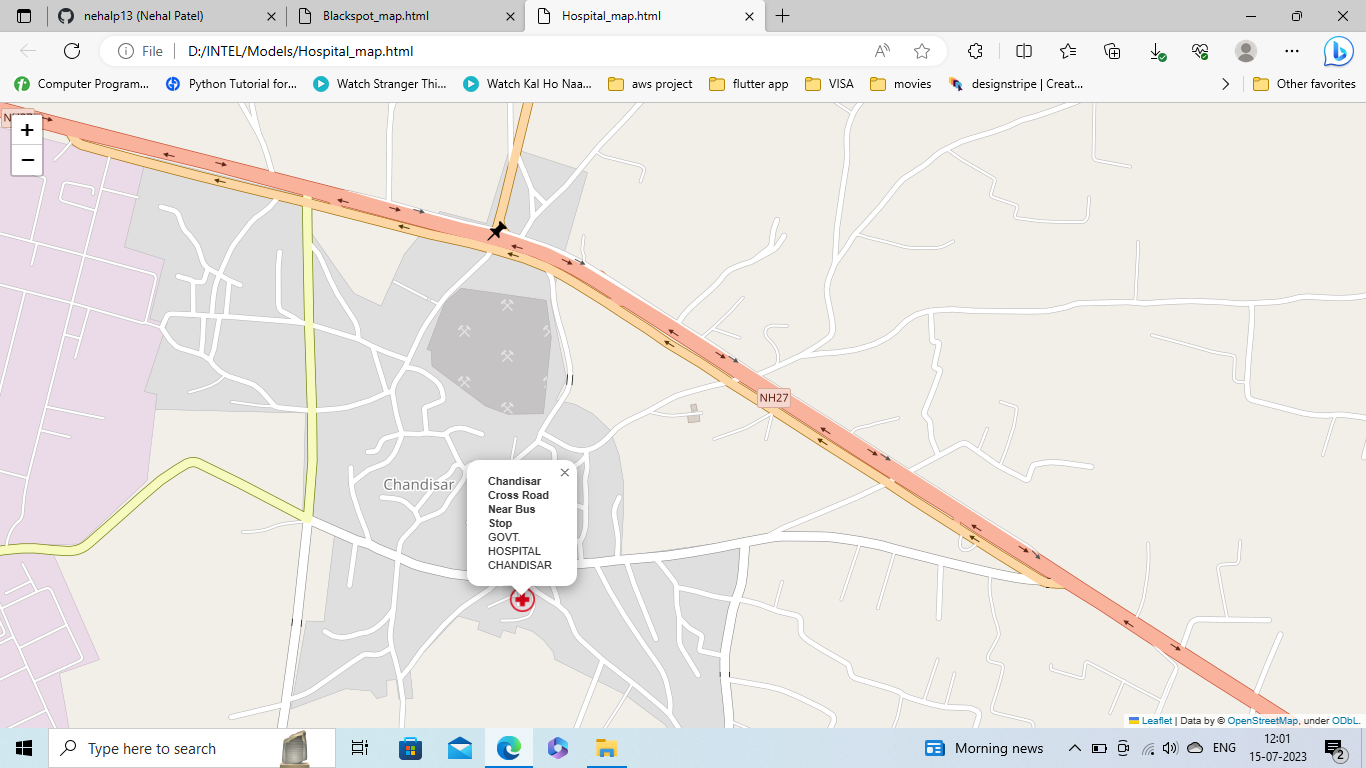 nehalp13 (Nehal Patel)
Blackspot_map.html
Hospital_map.html
File
D:/INTEL/Models/Hospital_map.html
Computer Program...
Python Tutorial for...
Watch Stranger Thi...
Watch Kal Ho Naa...
aws project
flutter app
VISA
movies
designstripe | Creat...
Other favorites
+
−
NH27
Chandisar
Chandisar
Cross Road
Near Bus
Stop
GOVT.
HOSPITAL
CHANDISAR
Leaflet | Data by © OpenStreetMap, under ODbL.
Type here to search
Morning news
ENG
12:01
15-07-2023
2